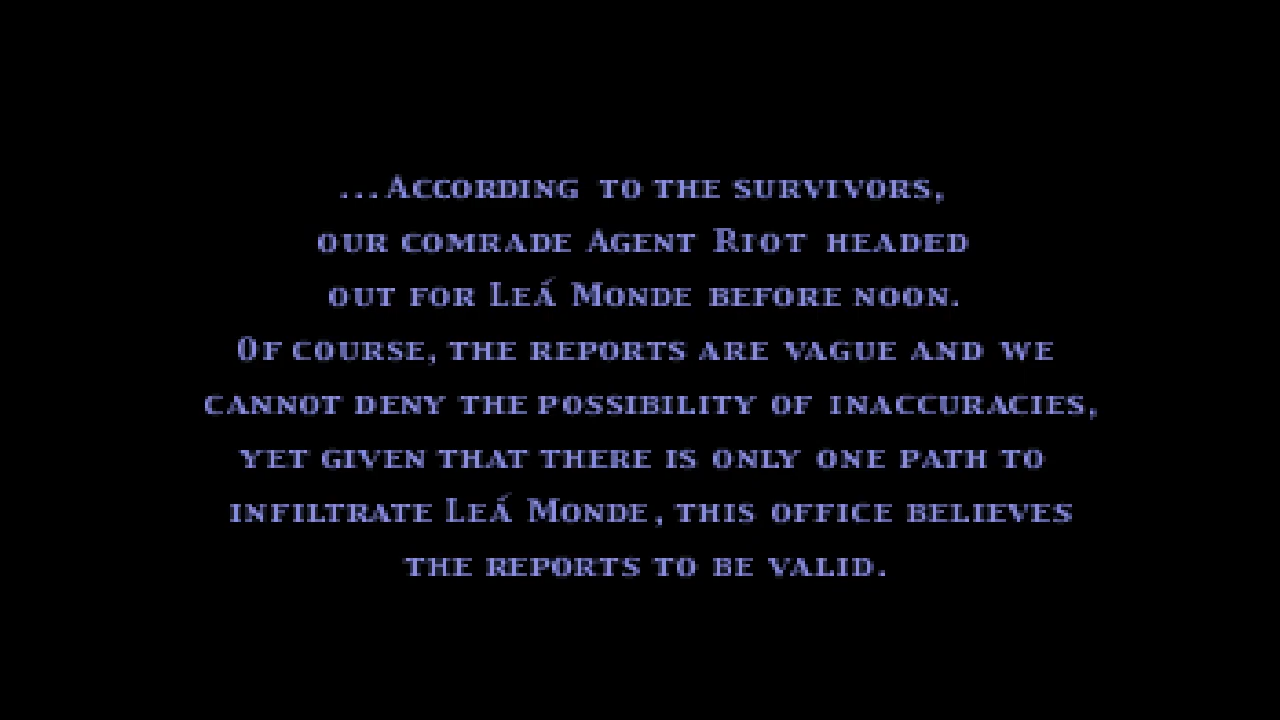 ...According to the survivors,
our comrade Agent Riot headed
out for Leá Monde before noon.
Of course, the reports are vague and we
cannot deny the possibility of inaccuracies,
yet given that there is only one path to
infiltrate Leá Monde, this office believes
the reports to be valid.